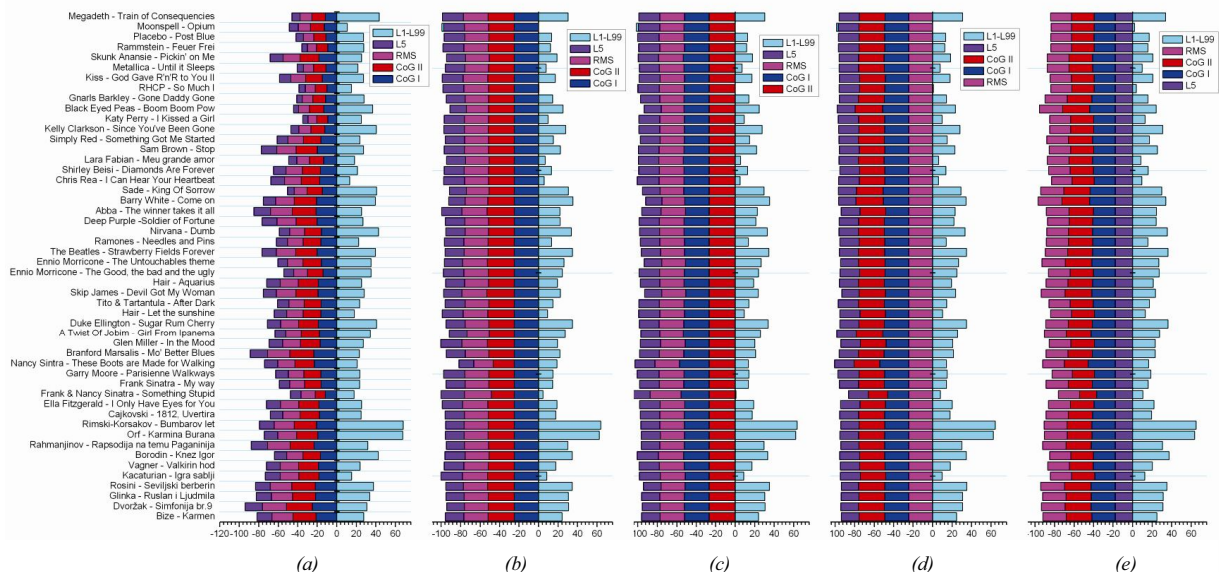 Megadeth - Train of Consequences
Moonspell - Opium
Placebo - Post Blue
Rammstein - Feuer Frei
Skunk Anansie - Pickin' on Me
Metallica - Until it Sleeps
Kiss - God Gave R'n'R to You II
RHCP - So Much I
Gnarls Barkley - Gone Daddy Gone
Black Eyed Peas - Boom Boom Pow
Katy Perry - I Kissed a Girl
Kelly Clarkson - Since You've Been Gone
Simply Red - Something Got Me Started
Sam Brown - Stop
Lara Fabian - Meu grande amor
Shirley Beisi - Diamonds Are Forever
Chris Rea - I Can Hear Your Heartbeat
Sade - King Of Sorrow
Barry White - Come on
Abba - The winner takes it all
Deep Purple -Soldier of Fortune
Nirvana - Dumb
Ramones - Needles and Pins
The Beatles - Strawberry Fields Forever
Ennio Morricone - The Untouchables theme
Ennio Morricone - The Good, the bad and the ugly
Hair - Aquarius
Skip James - Devil Got My Woman
Tito & Tarantula - After Dark
Hair - Let the sunshine
Duke Ellington - Sugar Rum Cherry
A Twist Of Jobim - Girl From Ipanema
Glen Miller - In the Mood
Branford Marsalis - Mo' Better Blues
Nancy Sintra - These Boots are Made for Walking
Garry Moore - Parisienne Walkways
Frank Sinatra - My way
Frank & Nancy Sinatra - Something Stupid
Ella Fitzgerald - I Only Have Eyes for You
Cajkovski - 1812, Uvertira
Rimski-Korsakov - Bumbarov let
Orf - Karmina Burana
Rahmanjinov - Rapsodija na temu Paganinija
Borodin - Knez Igor
Vagner - Valkirin hod
Kacaturian - Igra sablji
Rosini - Seviljski berberin
Glinka - Ruslan i Ljudmila
Dvoržak - Simfonija br.9
Bize - Karmen
L1-L99
L5
RMS
CoG II
CoG I
L1-L99
L5
RMS
CoG II
CoG I
L1-L99
L5
RMS
CoG I
CoG II
L1-L99
L5
CoG II
CoG I
RMS
L1-L99
RMS
CoG II
CoG I
L5
-120 -100 -80 -60 -40 -20 0 20 40 60
-100 -80 -60 -40 -20 0 20 40 60
-100 -80 -60 -40 -20 0 20 40 60
-100 -80 -60 -40 -20 0 20 40 60
-100 -80 -60 -40 -20 0 20 40 60
(a) (b) (c) (d) (e)